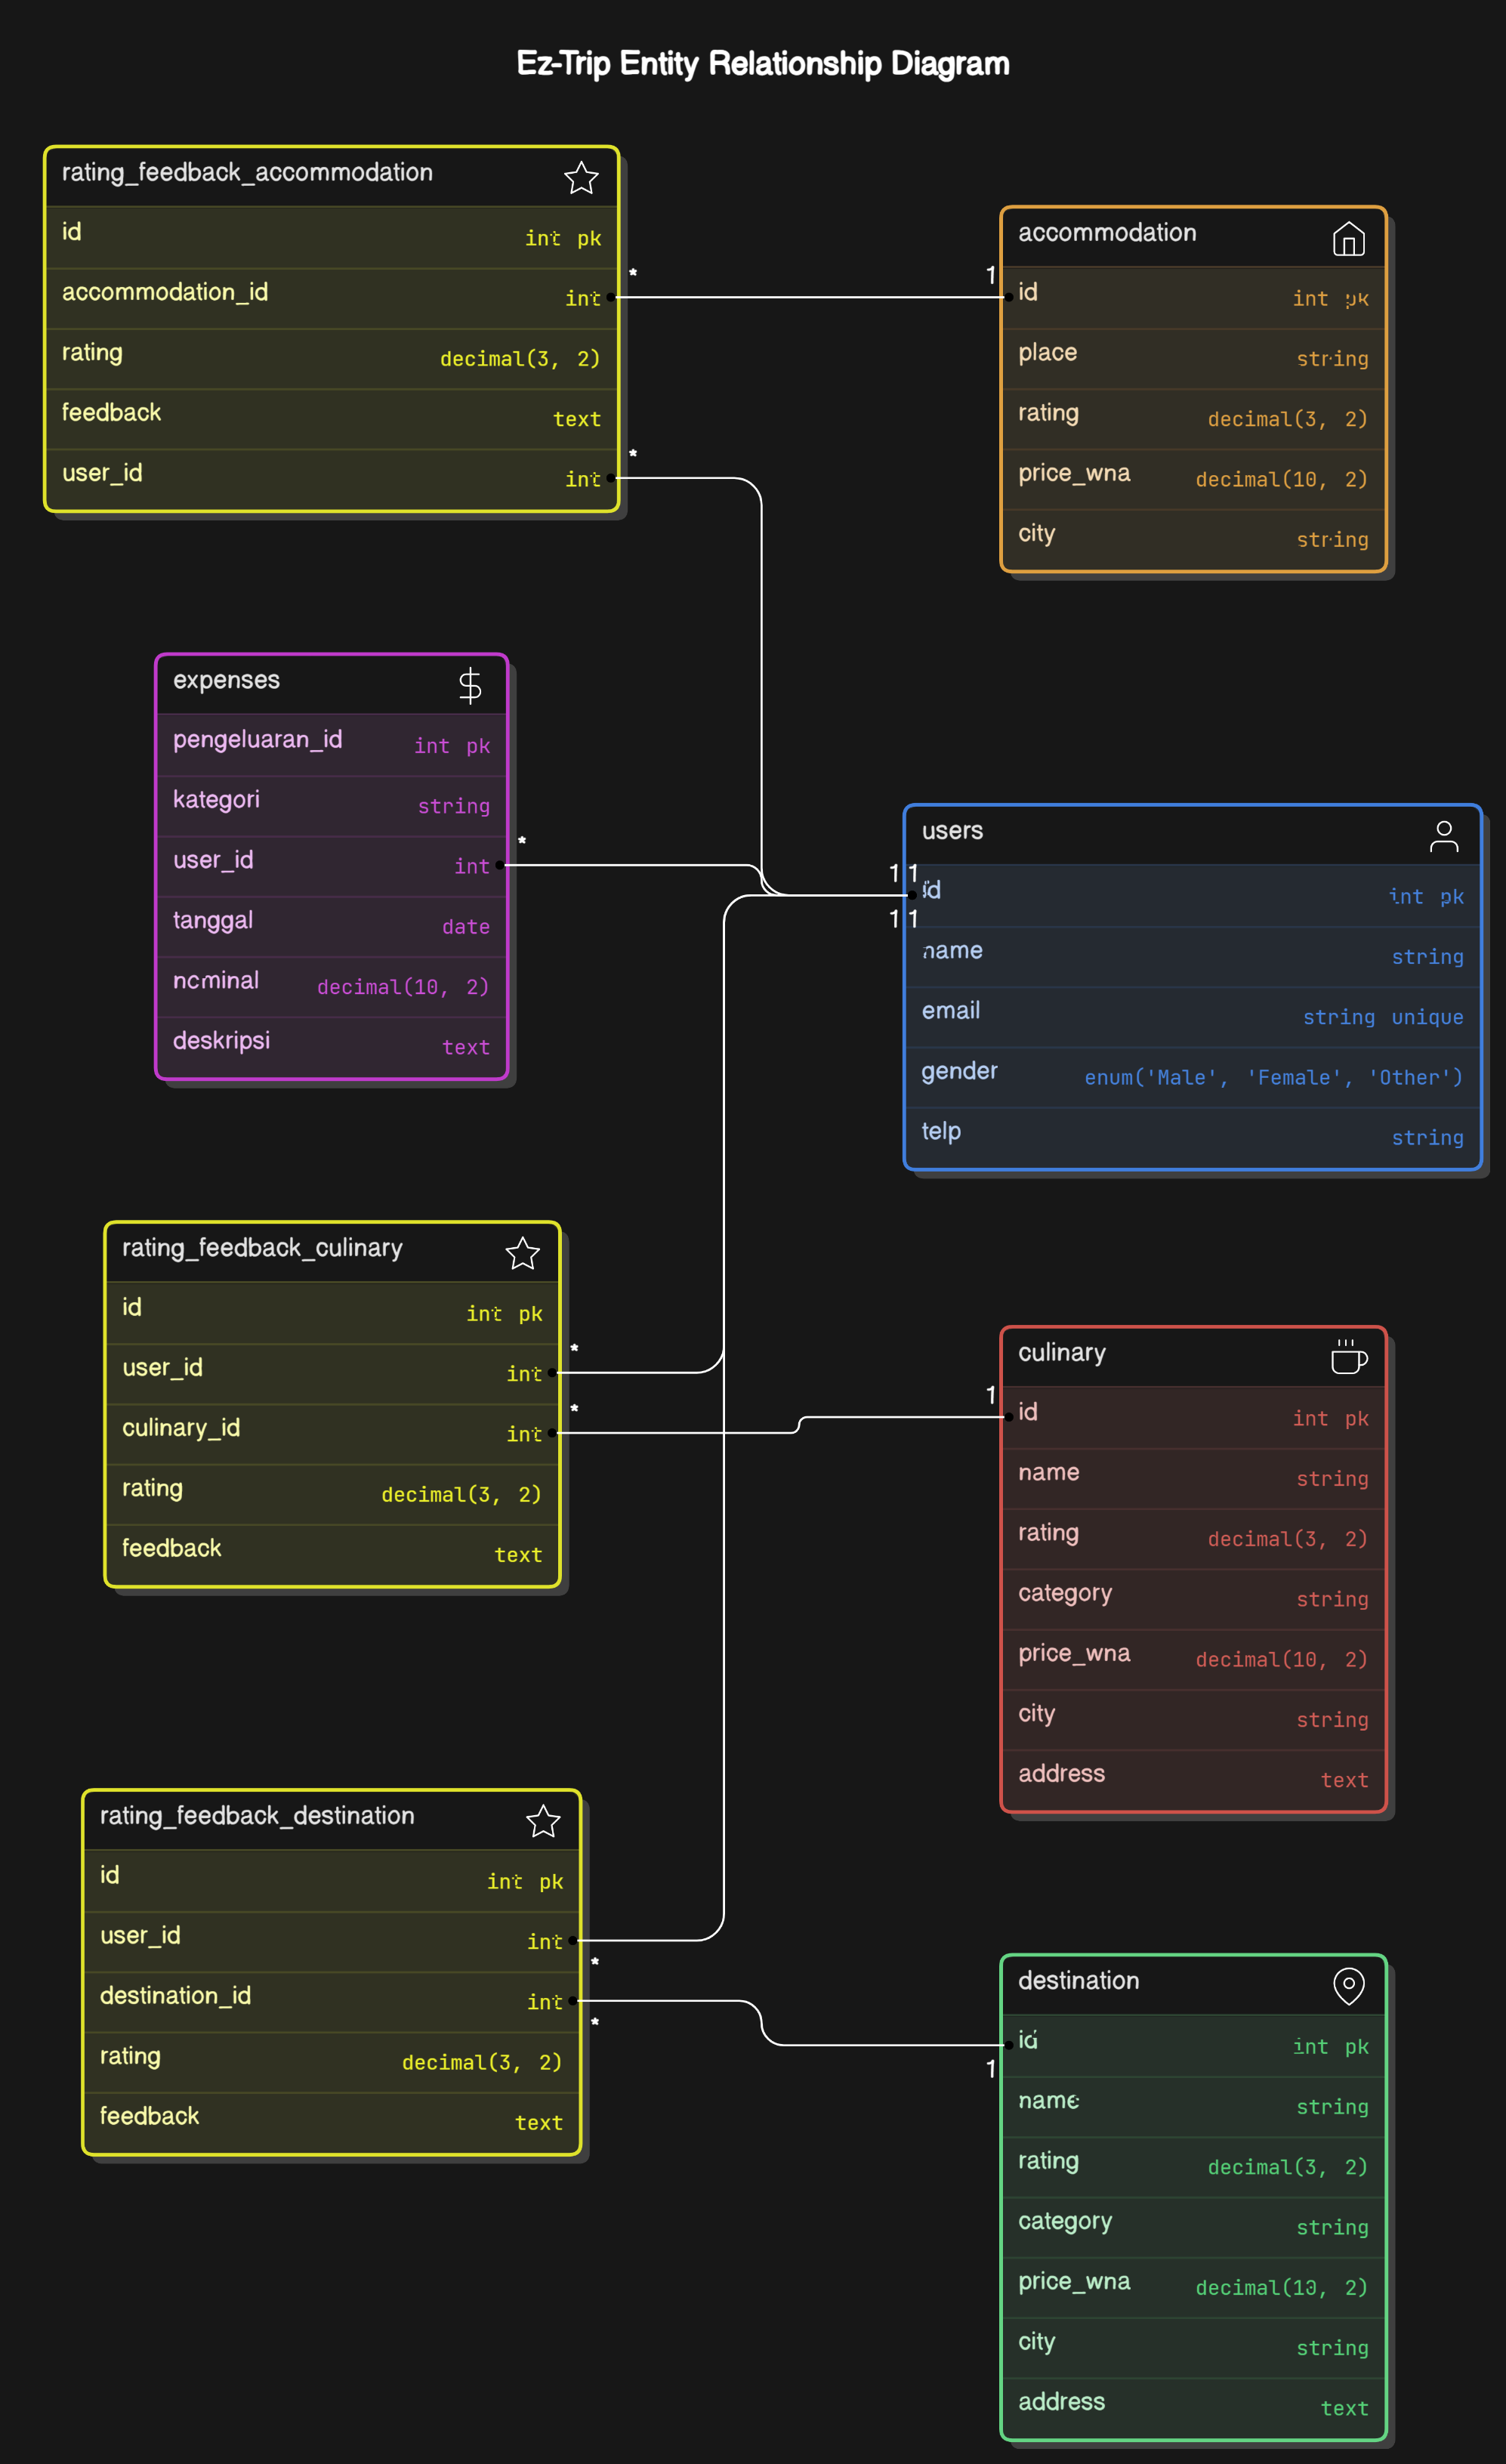 Ez-Trip Entity Relationship Diagram
rating_feedback_accommodation
id int pk
accommodation_id int
rating decimal(3, 2)
feedback text
user_id int
*
*
1
accommodation
id int pk
place string
rating decimal(3, 2)
price_wna decimal(10, 2)
city string
expenses
pengeluaran_id int pk
kategori string
user_id int
tanggal date
nominal decimal(10, 2)
deskripsi text
*
1 1
1 1
users
id int pk
name string
email string unique
gender enum('Male', 'Female', 'Other')
telp string
rating_feedback_culinary
id int pk
user_id int
culinary_id int
rating decimal(3, 2)
feedback text
*
*
1
culinary
id int pk
name string
rating decimal(3, 2)
category string
price_wna decimal(10, 2)
city string
address text
rating_feedback_destination
id int pk
user_id int
destination_id int
rating decimal(3, 2)
feedback text
*
*
1
destination
id int pk
name string
rating decimal(3, 2)
category string
price_wna decimal(10, 2)
city string
address text